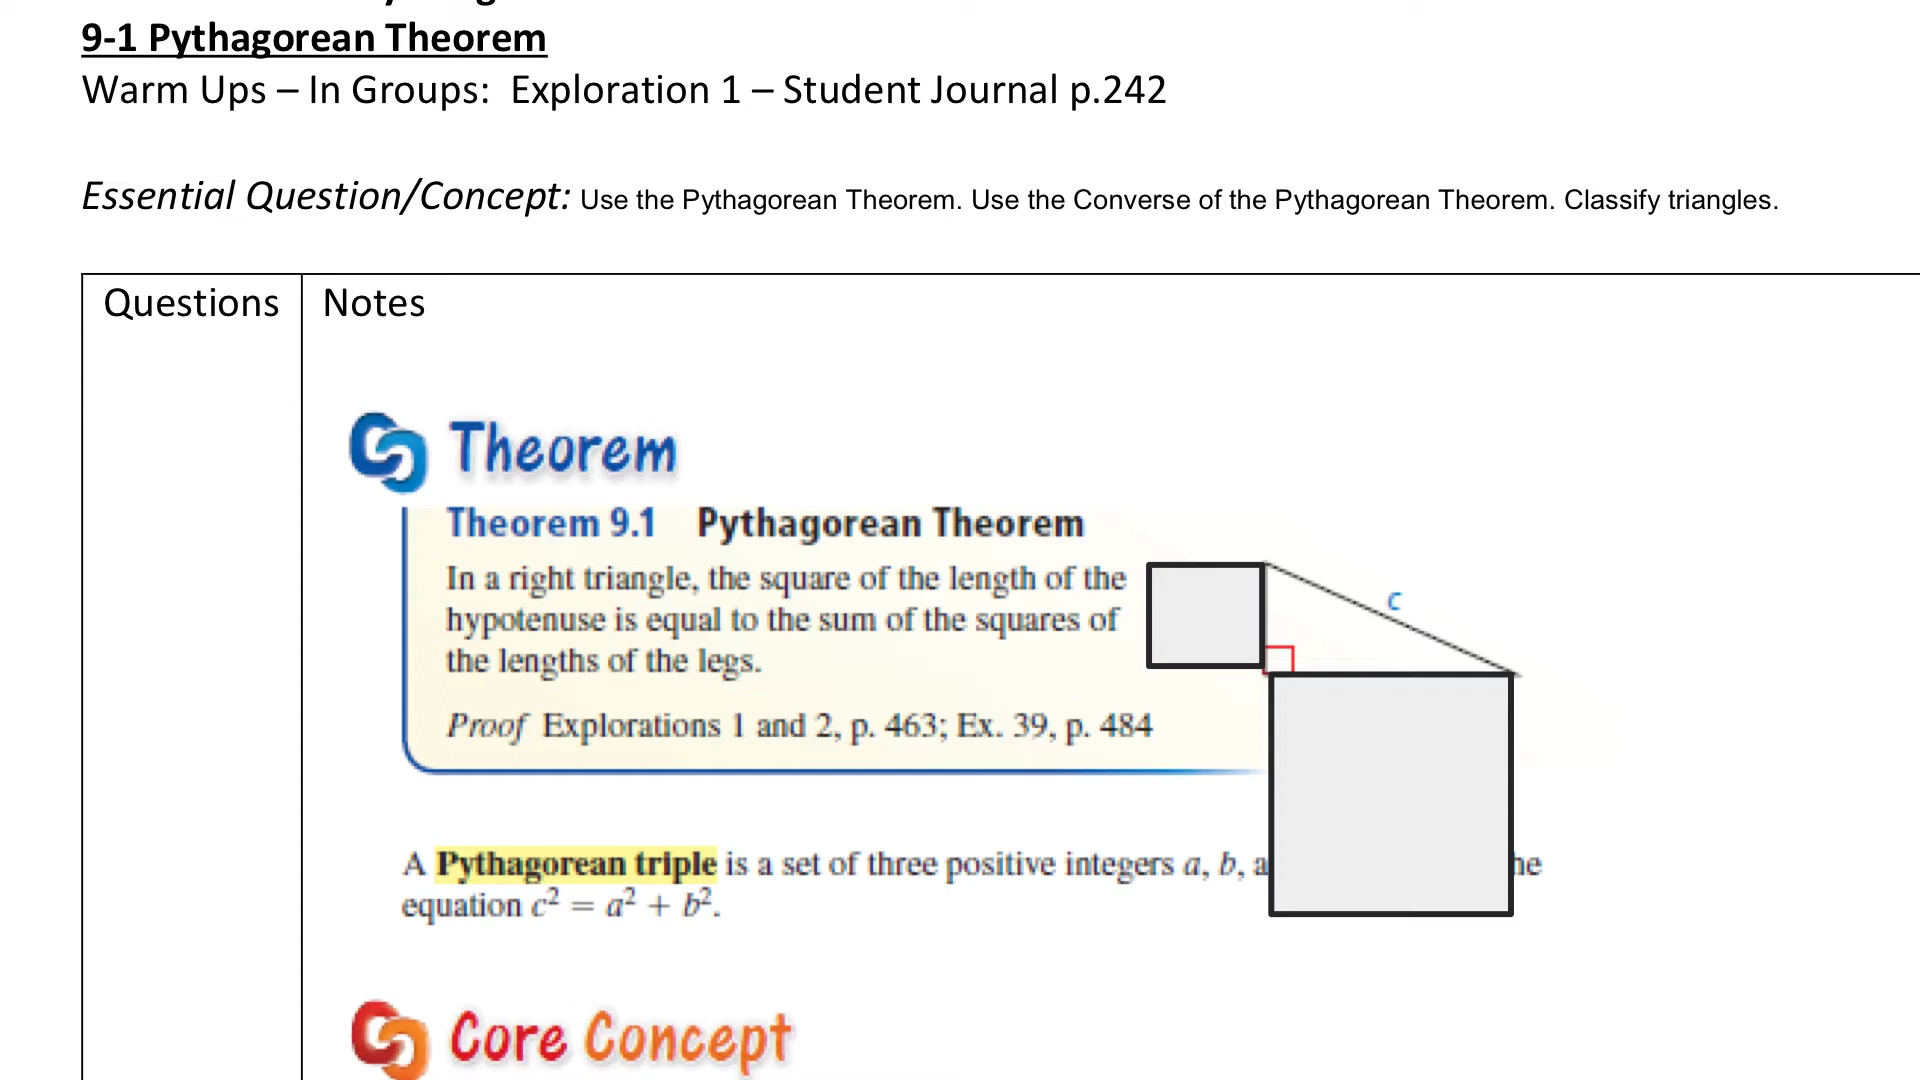 9-1 Pythagorean Theorem
Warm Ups – In Groups: Exploration 1 – Student Journal p.242
Essential Question/Concept: Use the Pythagorean Theorem. Use the Converse of the Pythagorean Theorem. Classify triangles.
Questions
Notes
Theorem
Theorem 9.1 Pythagorean Theorem
In a right triangle, the square of the length of the
hypotenuse is equal to the sum of the squares of
the lengths of the legs.
Proof Explorations 1 and 2, p. 463; Ex. 39, p. 484
c
A Pythagorean triple is a set of three positive integers a, b,
equation c² = a² + b².
Core Concept